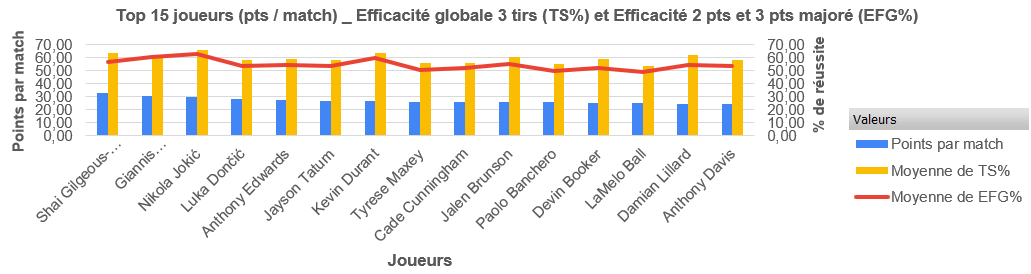 Top 15 joueurs (pts / match) _ Efficacité globale 3 tirs (TS%) et Efficacité 2 pts et 3 pts majoré (EFG%)
Points par match
70,00
60,00
50,00
40,00
30,00
20,00
10,00
0,00
70,00
60,00
50,00
40,00
30,00
20,00
10,00
0,00
% de réussite
Shai Gilgeous-...
Giannis...
Nikola Jokić
Luka Dončić
Anthony Edwards
Jayson Tatum
Kevin Durant
Tyrese Maxey
Cade Cunningham
Jalen Brunson
Paolo Banchero
Devin Booker
LaMelo Ball
Damian Lillard
Anthony Davis
Joueurs
Valeurs
Points par match
Moyenne de TS%
Moyenne de EFG%